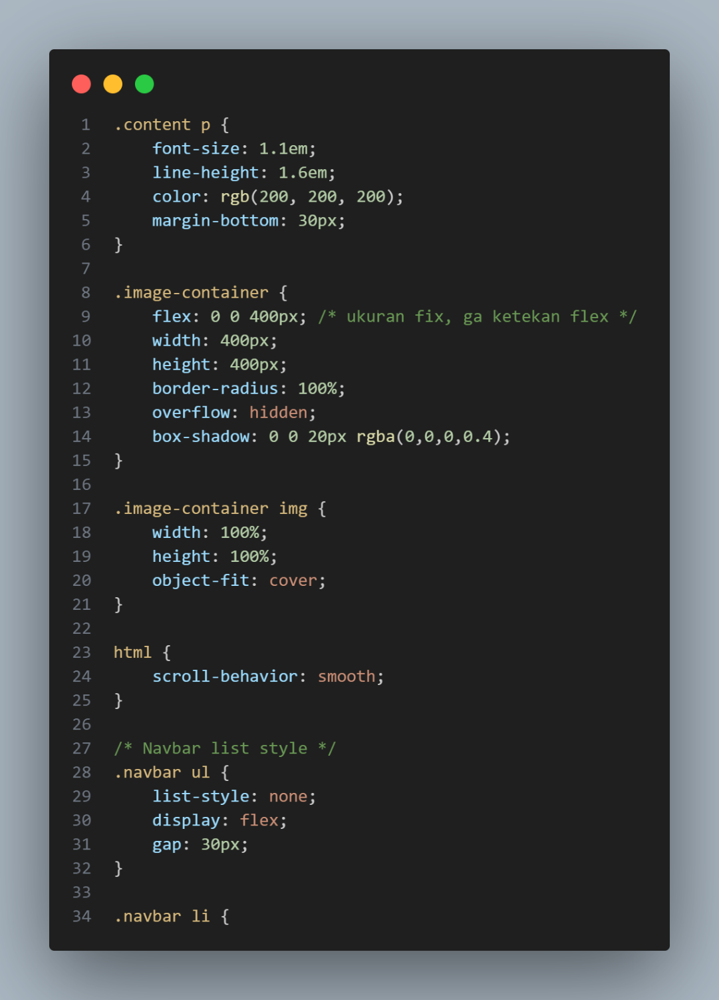 1 .content p {
2     font-size: 1.1em;
3     line-height: 1.6em;
4     color: rgb(200, 200, 200);
5     margin-bottom: 30px;
6 }
7
8 .image-container {
9     flex: 0 0 400px; /* ukuran fix, ga ketekan flex */
10     width: 400px;
11     height: 400px;
12     border-radius: 100%;
13     overflow: hidden;
14     box-shadow: 0 0 20px rgba(0,0,0,0.4);
15 }
16
17 .image-container img {
18     width: 100%;
19     height: 100%;
20     object-fit: cover;
21 }
22
23 html {
24     scroll-behavior: smooth;
25 }
26
27 /* Navbar list style */
28 .navbar ul {
29     list-style: none;
30     display: flex;
31     gap: 30px;
32 }
33
34 .navbar li {